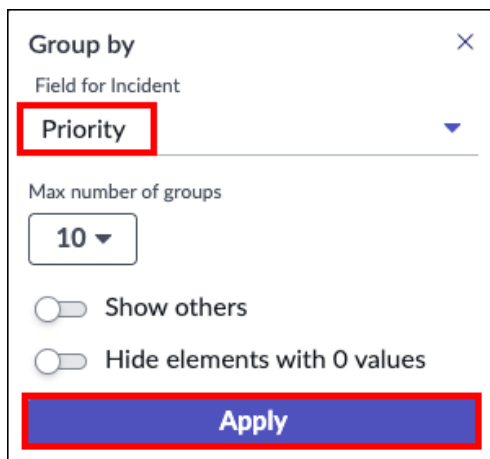 Group by
Field for Incident
Priority
Max number of groups
10
Show others
Hide elements with 0 values
Apply